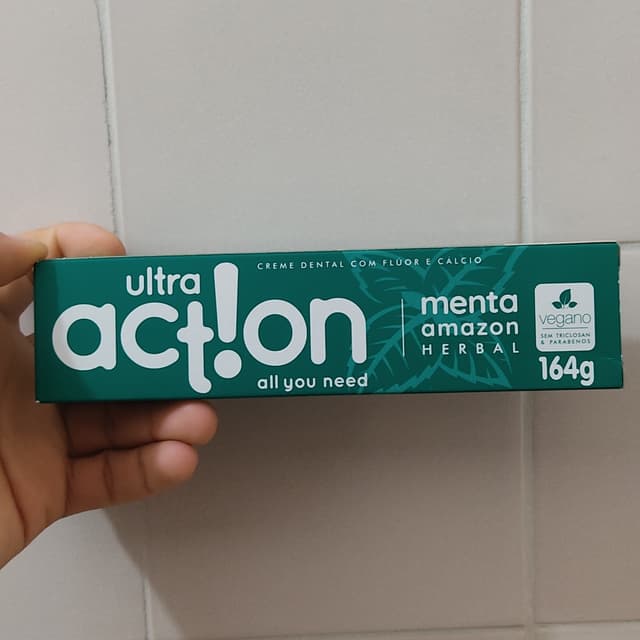 CREME DENTAL COM FLÚOR E CÁLCIO
ultra
act!on
all you need
menta
amazon
HERBAL
vegano
SEM TRICLOSAN
& PARABENOS
164g